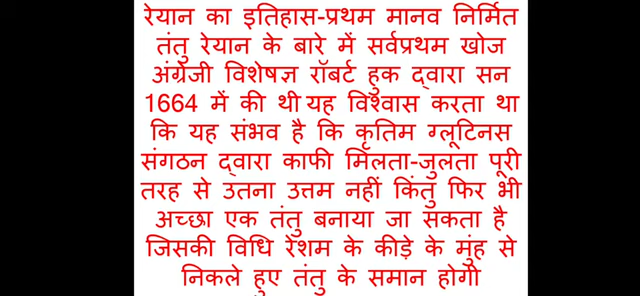 रेयान का इतिहास-प्रथम मानव निर्मित
तंतु रेयान के बारे में सर्वप्रथम खोज
अंग्रेजी विशेषज्ञ रॉबर्ट हुक द्वारा सन
1664 में की थी यह विश्वास करता था
कि यह संभव है कि कृतिम ग्लूटिनस
संगठन द्वारा काफी मिलता-जुलता पूरी
तरह से उतना उत्तम नहीं किंतु फिर भी
अच्छा एक तंतु बनाया जा सकता है
जिसकी विधि रेशम के कीड़े के मुंह से
निकले हुए तंतु के समान होगी